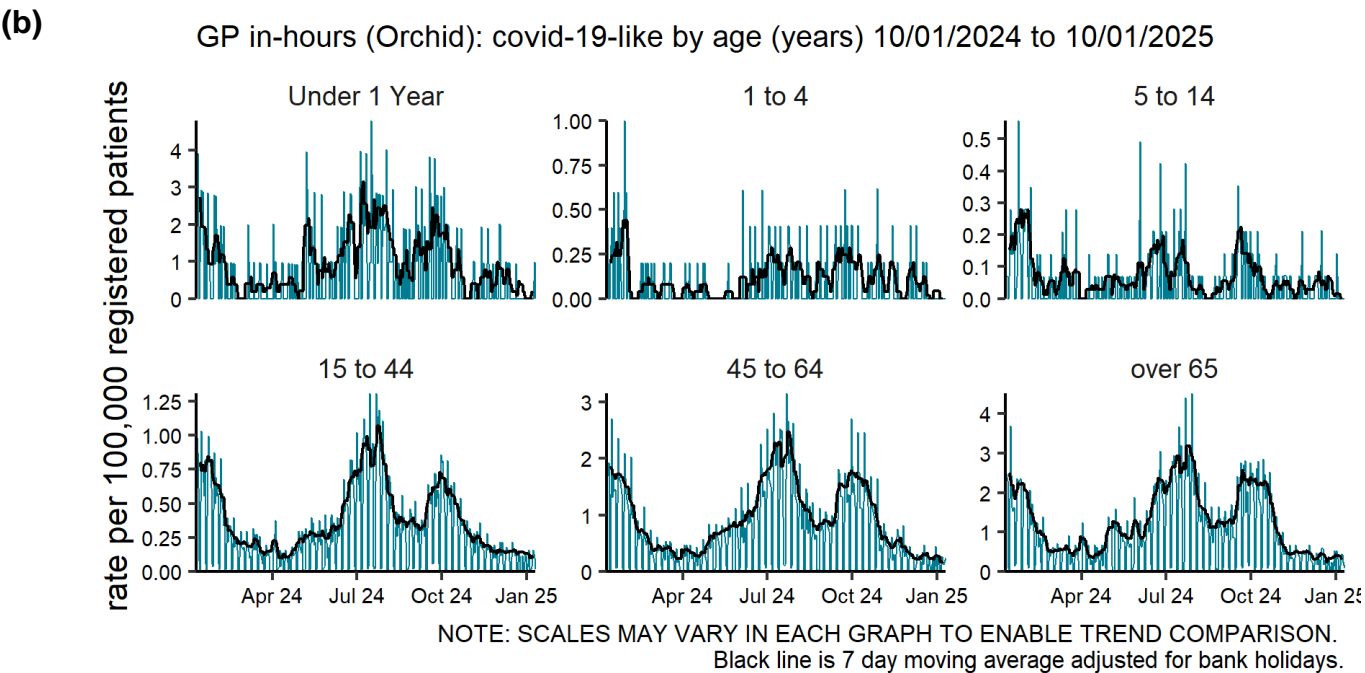 (b)
GP in-hours (Orchid): covid-19-like by age (years) 10/01/2024 to 10/01/2025
rate per 100,000 registered patients
Under 1 Year
4
3
2
1
0
1 to 4
1.00
0.75
0.50
0.25
0.00
5 to 14
0.5
0.4
0.3
0.2
0.1
0.0
15 to 44
1.25
1.00
0.75
0.50
0.25
0.00
Apr 24 Jul 24 Oct 24 Jan 25
45 to 64
3
2
1
0
Apr 24 Jul 24 Oct 24 Jan 25
over 65
4
3
2
1
0
Apr 24 Jul 24 Oct 24 Jan 25
NOTE: SCALES MAY VARY IN EACH GRAPH TO ENABLE TREND COMPARISON.
Black line is 7 day moving average adjusted for bank holidays.